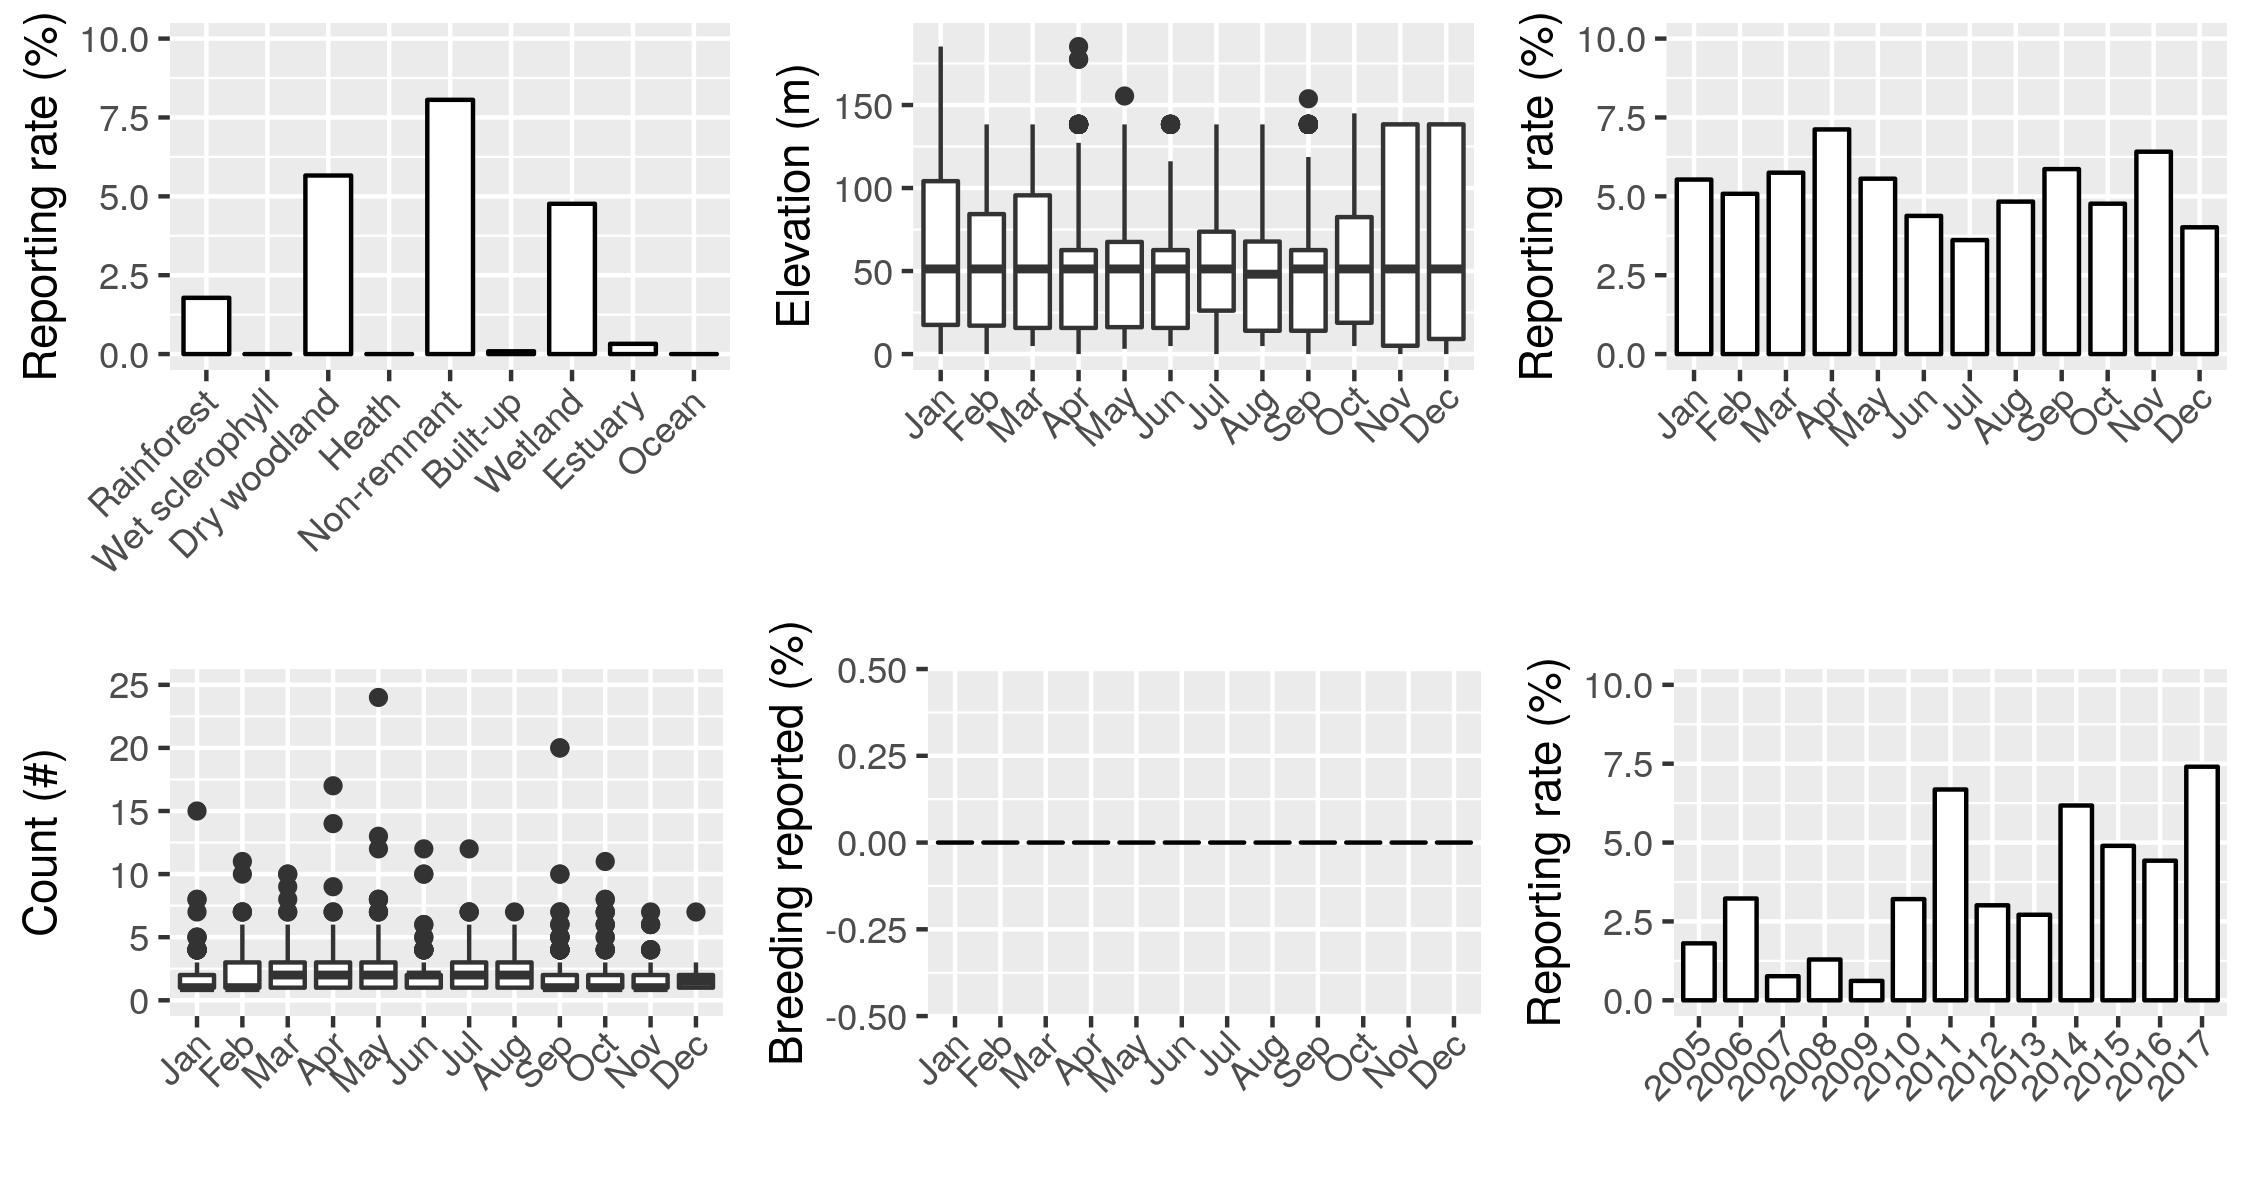 Reporting rate (%)
10.0
7.5
5.0
2.5
0.0
Rainforest
Wet sclerophyll
Dry woodland
Heath
Non-remnant
Built-up
Wetland
Estuary
Ocean
Elevation (m)
150
100
50
0
Jan
Feb
Mar
Apr
May
Jun
Jul
Aug
Sep
Oct
Nov
Dec
Reporting rate (%)
10.0
7.5
5.0
2.5
0.0
Jan
Feb
Mar
Apr
May
Jun
Jul
Aug
Sep
Oct
Nov
Dec
Count (#)
25
20
15
10
5
0
Jan
Feb
Mar
Apr
May
Jun
Jul
Aug
Sep
Oct
Nov
Dec
Breeding reported (%)
0.50
0.25
0.00
-0.25
-0.50
Jan
Feb
Mar
Apr
May
Jun
Jul
Aug
Sep
Oct
Nov
Dec
Reporting rate (%)
10.0
7.5
5.0
2.5
0.0
2005
2006
2007
2008
2009
2010
2011
2012
2013
2014
2015
2016
2017